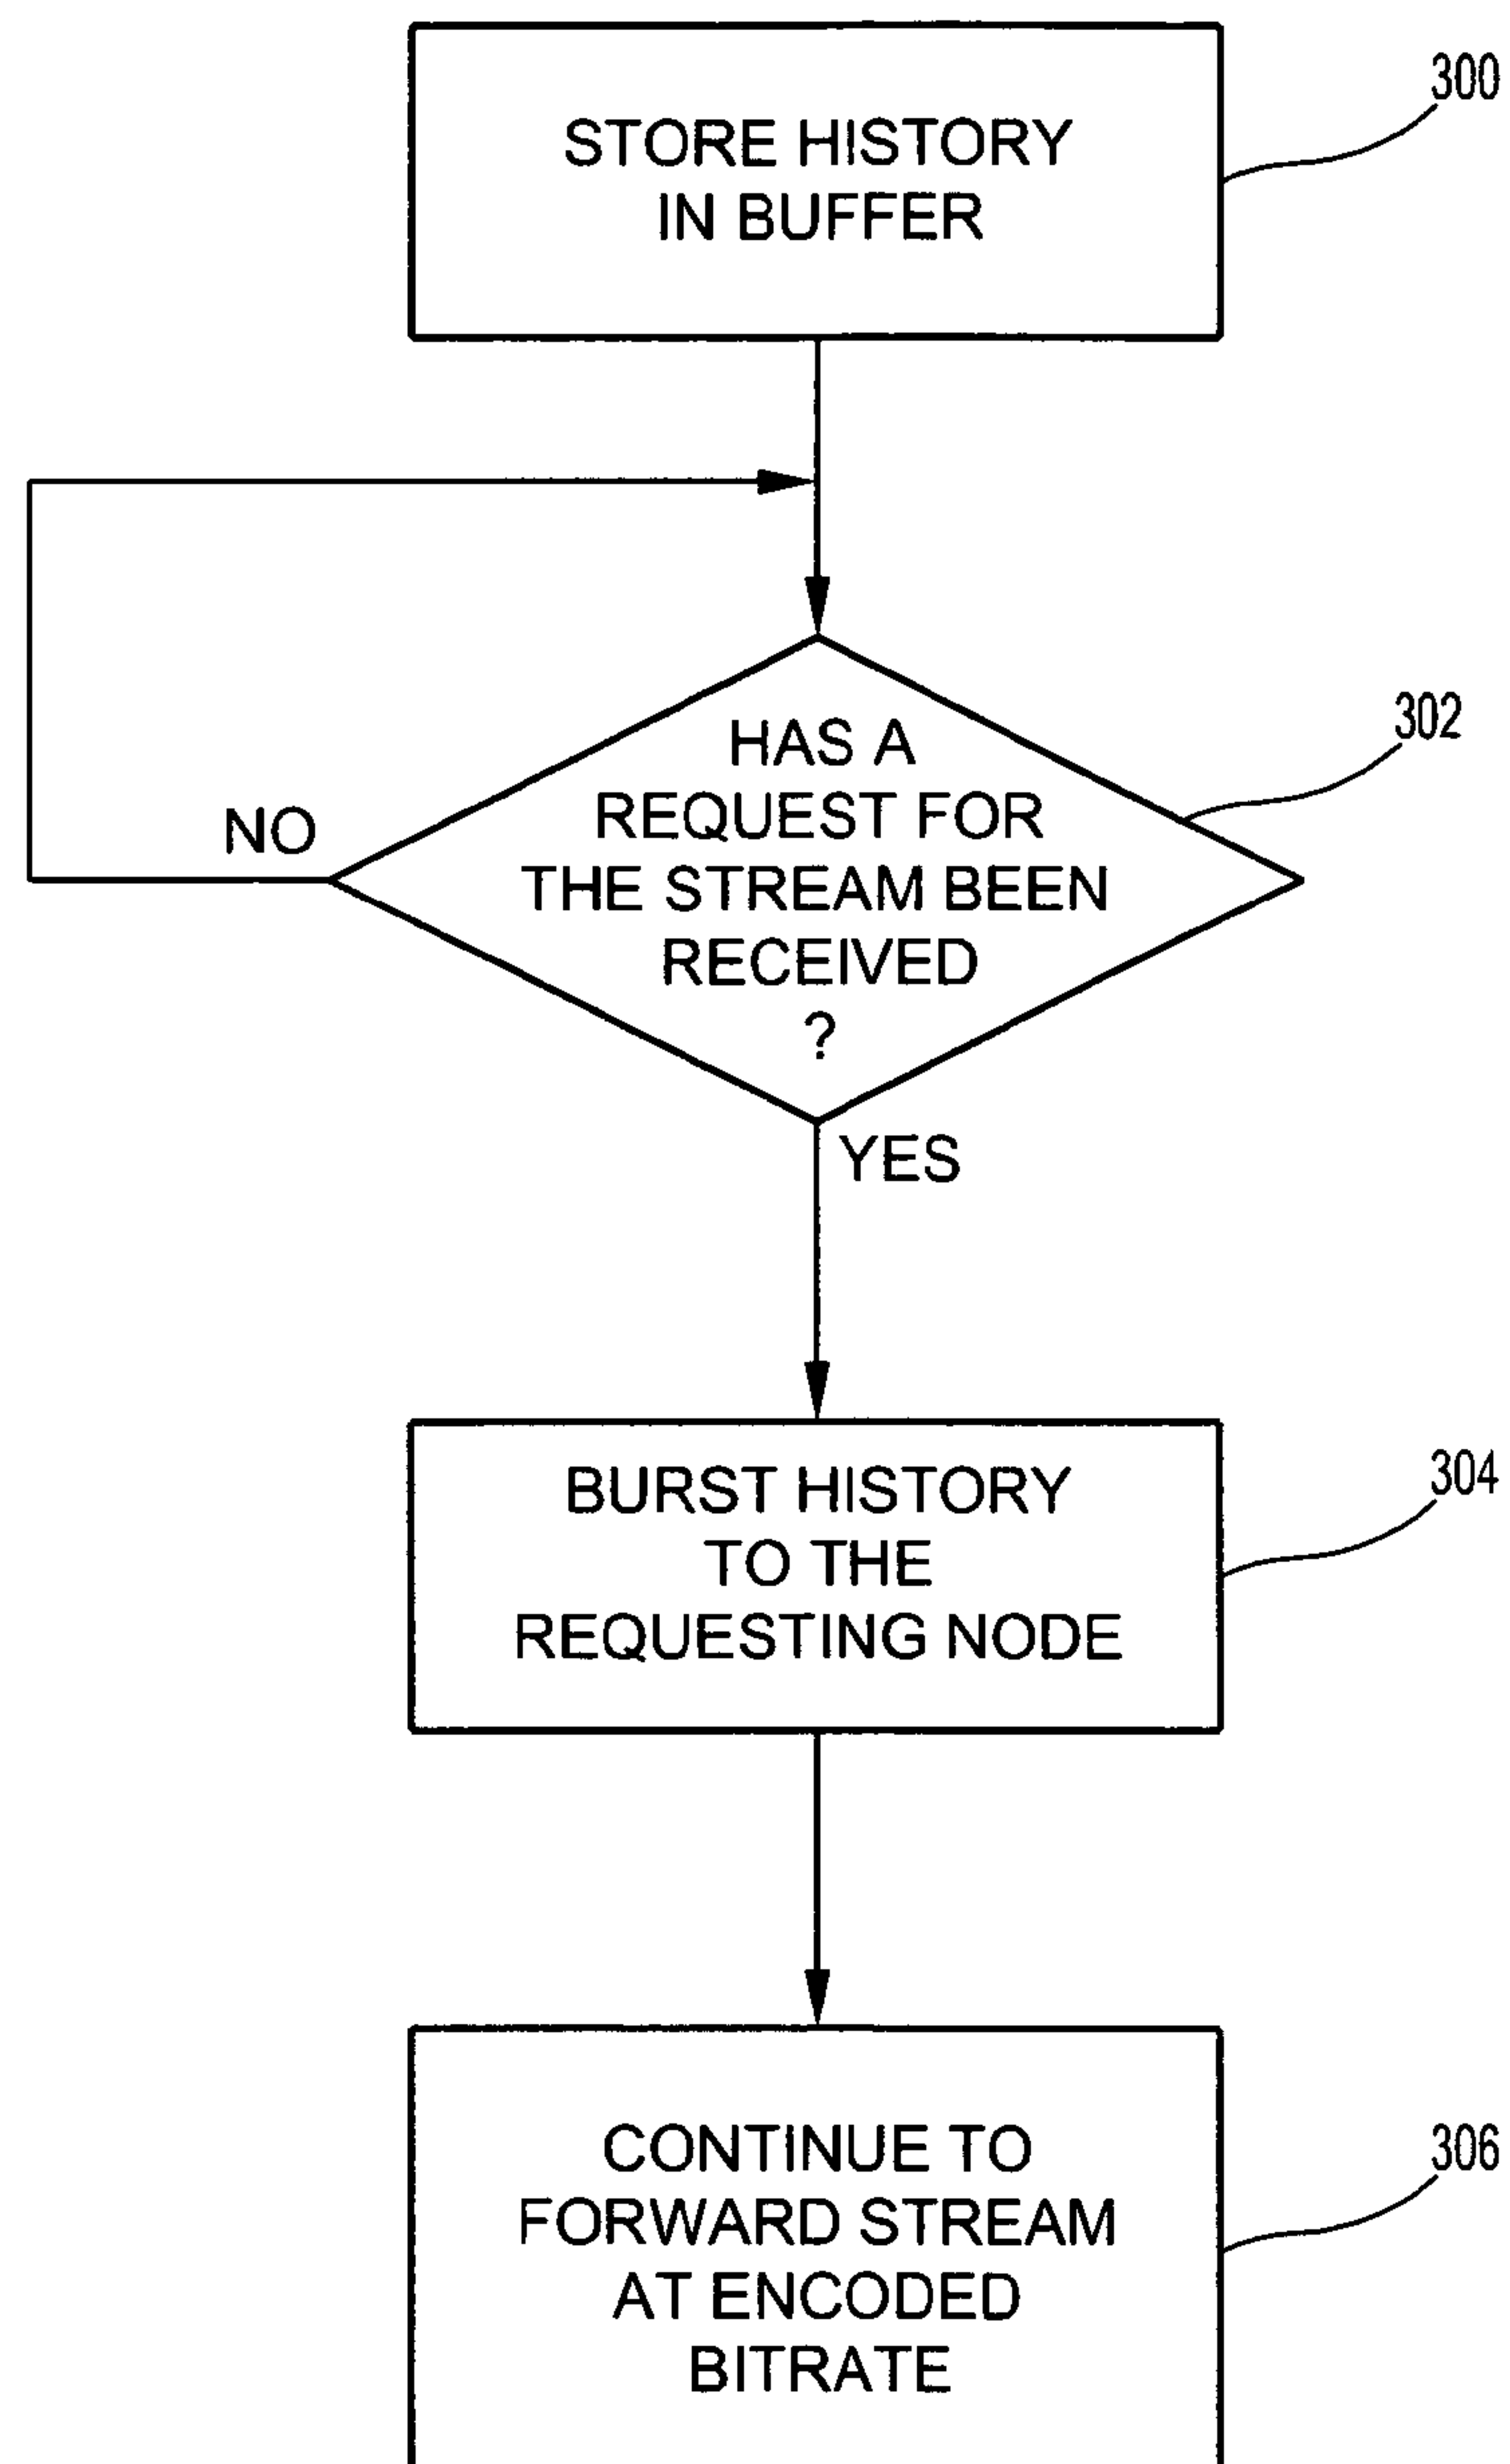 300
STORE HISTORY
IN BUFFER
302
HAS A
REQUEST FOR
THE STREAM BEEN
RECEIVED
?
NO
YES
304
BURST HISTORY
TO THE
REQUESTING NODE
306
CONTINUE TO
FORWARD STREAM
AT ENCODED
BITRATE